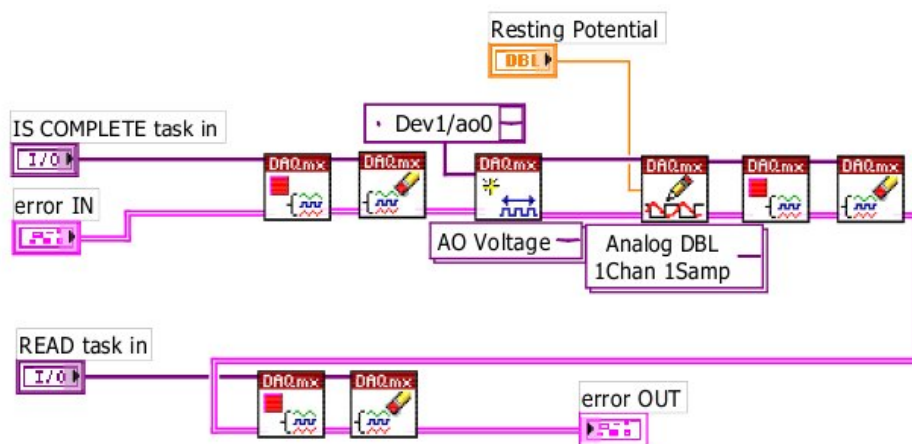 Resting Potential
DBL
IS COMPLETE task in
Dev1/ao0
I/O
DAQmx DAQmx DAQmx DAQmx DAQmx DAQmx
error IN
AO Voltage
Analog DBL
1Chan 1Samp
READ task in
I/O
DAQmx DAQmx
error OUT